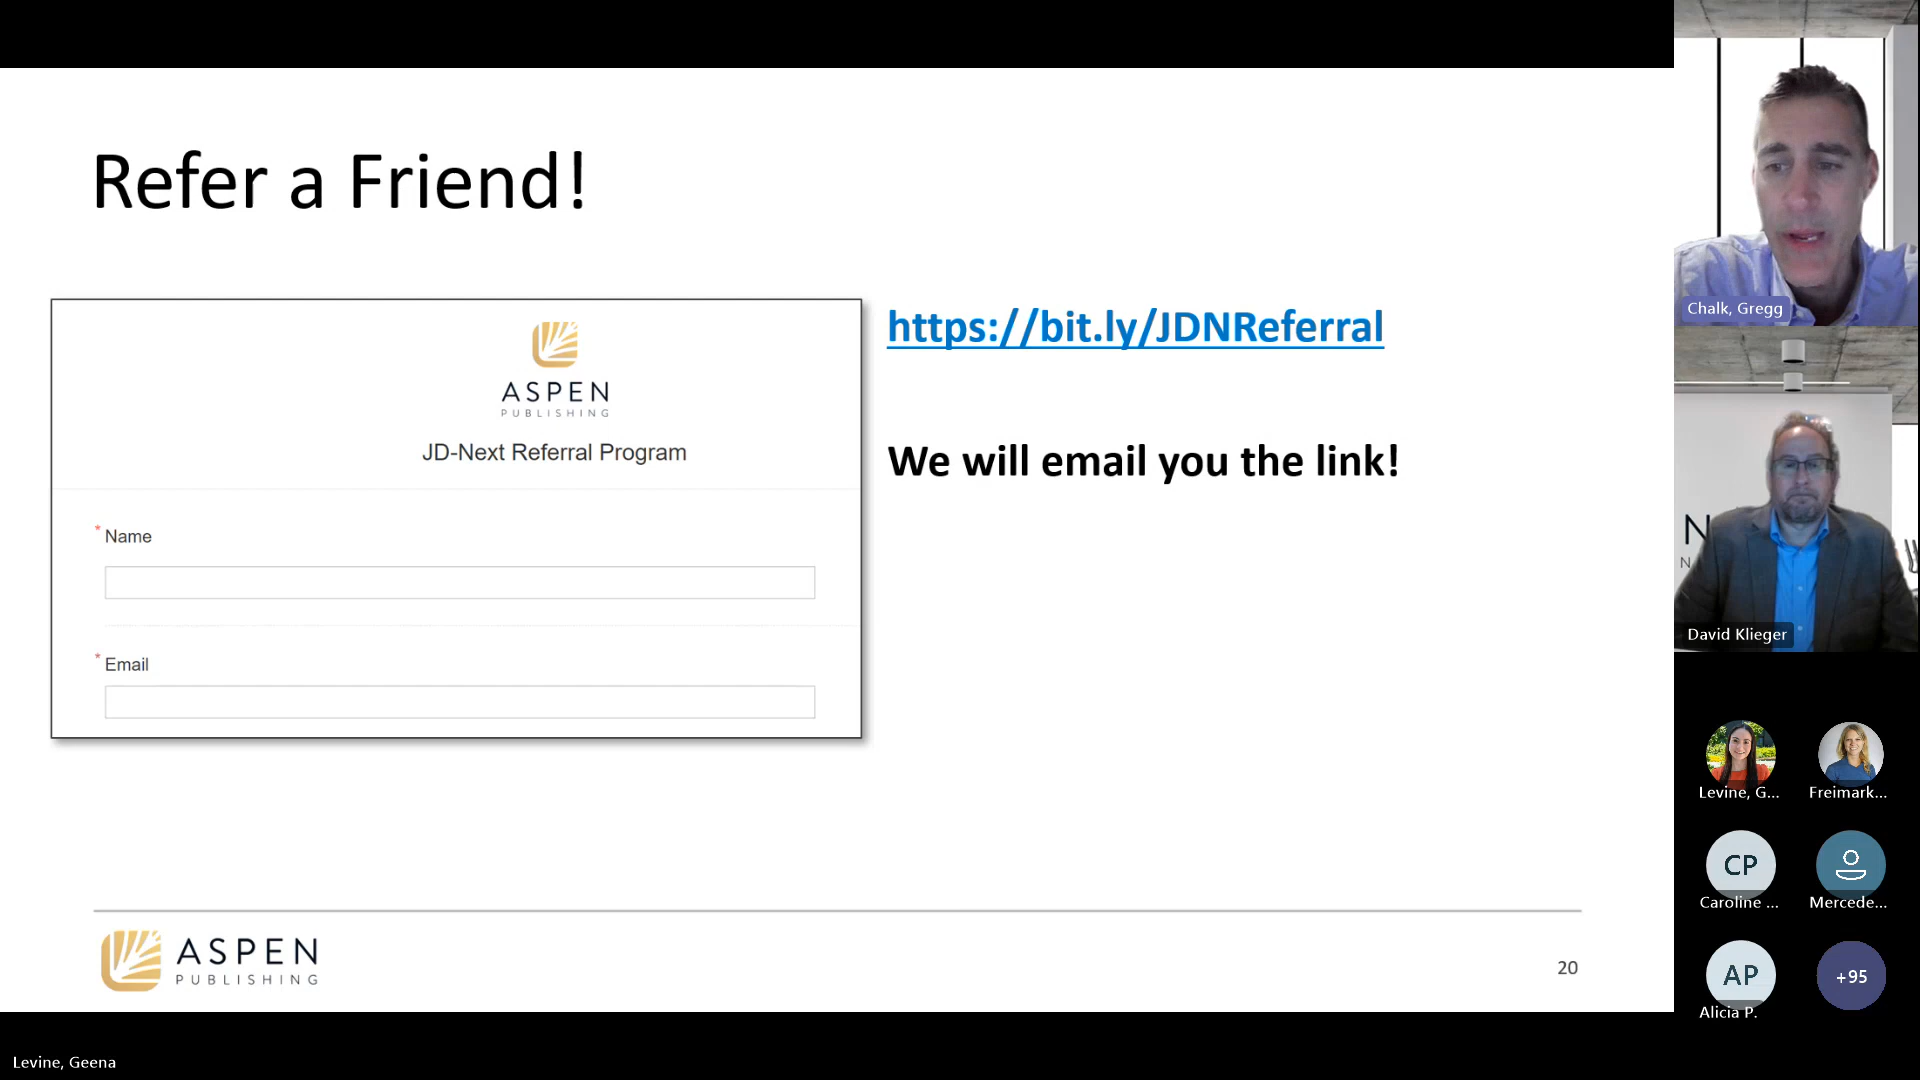 Refer a Friend!
ASPEN
PUBLISHING
JD-Next Referral Program
* Name
* Email
https://bit.ly/JDNReferral
We will email you the link!
ASPEN
PUBLISHING
20
Chalk, Gregg
N
N
David Klieger
Levine, G...
Freimark...
CP
Caroline ...
Mercede...
AP
Alicia P.
+95
Levine, Geena